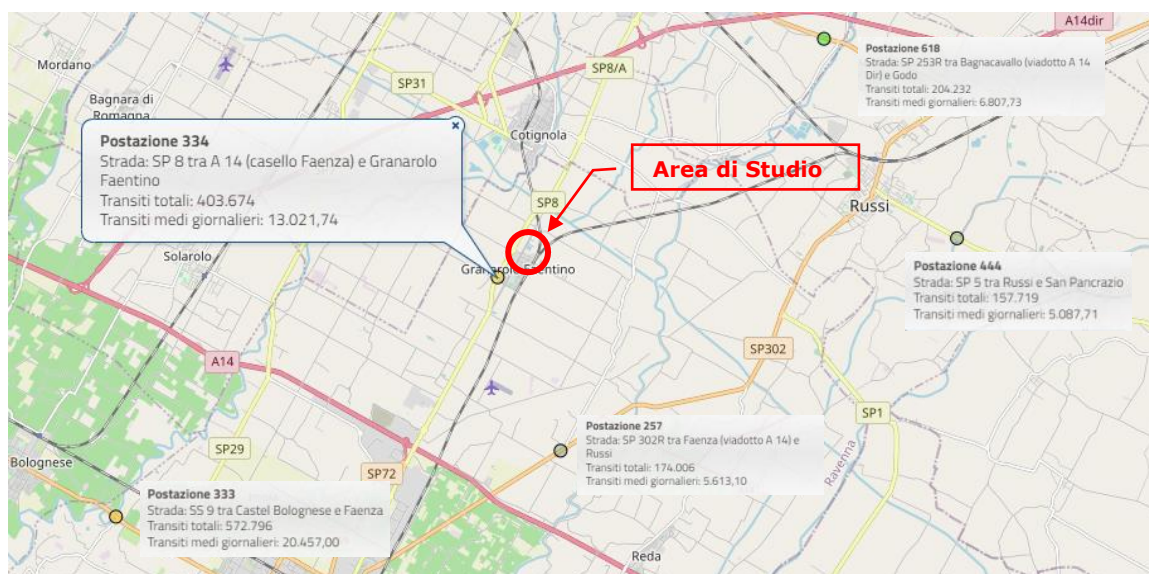 A14dir
Postazione 618
Strada: SP 253R tra Bagnacavallo (viadotto A 14
Dir) e Godo
Transiti totali: 204.232
Transiti medi giornalieri: 6.807,73
Mordano
SP8/A
SP31
Bagnara di
Romagna
Cotignola
Postazione 334
Strada: SP 8 tra A 14 (casello Faenza) e Granarolo
Faentino
Transiti totali: 403.674
Transiti medi giornalieri: 13.021,74
Area di Studio
SP8
Russi
Solarolo
Granarolo Faentino
Postazione 444
Strada: SP 5 tra Russi e San Pancrazio
Transiti totali: 157.719
Transiti medi giornalieri: 5.087,71
SP302
A14
SP1
Postazione 257
Strada: SP 302R tra Faenza (viadotto A 14) e
Russi
Transiti totali: 174.006
Transiti medi giornalieri: 5.613,10
Ravenna
SP29
Bolognese
SP72
Postazione 333
Strada: SS 9 tra Castel Bolognese e Faenza
Transiti totali: 572.796
Transiti medi giornalieri: 20.457,00
Reda